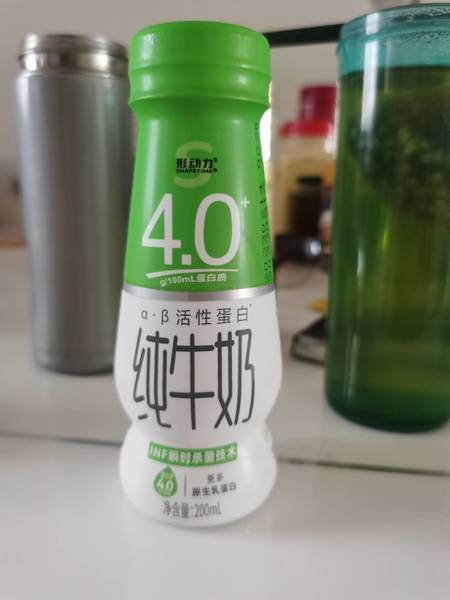 形动力®
SHAPETIME®
4.0+
g/100mL蛋白质
α·β活性蛋白*
纯牛奶
INF瞬时杀菌技术
4.0
更多
原生乳蛋白
净含量:200mL